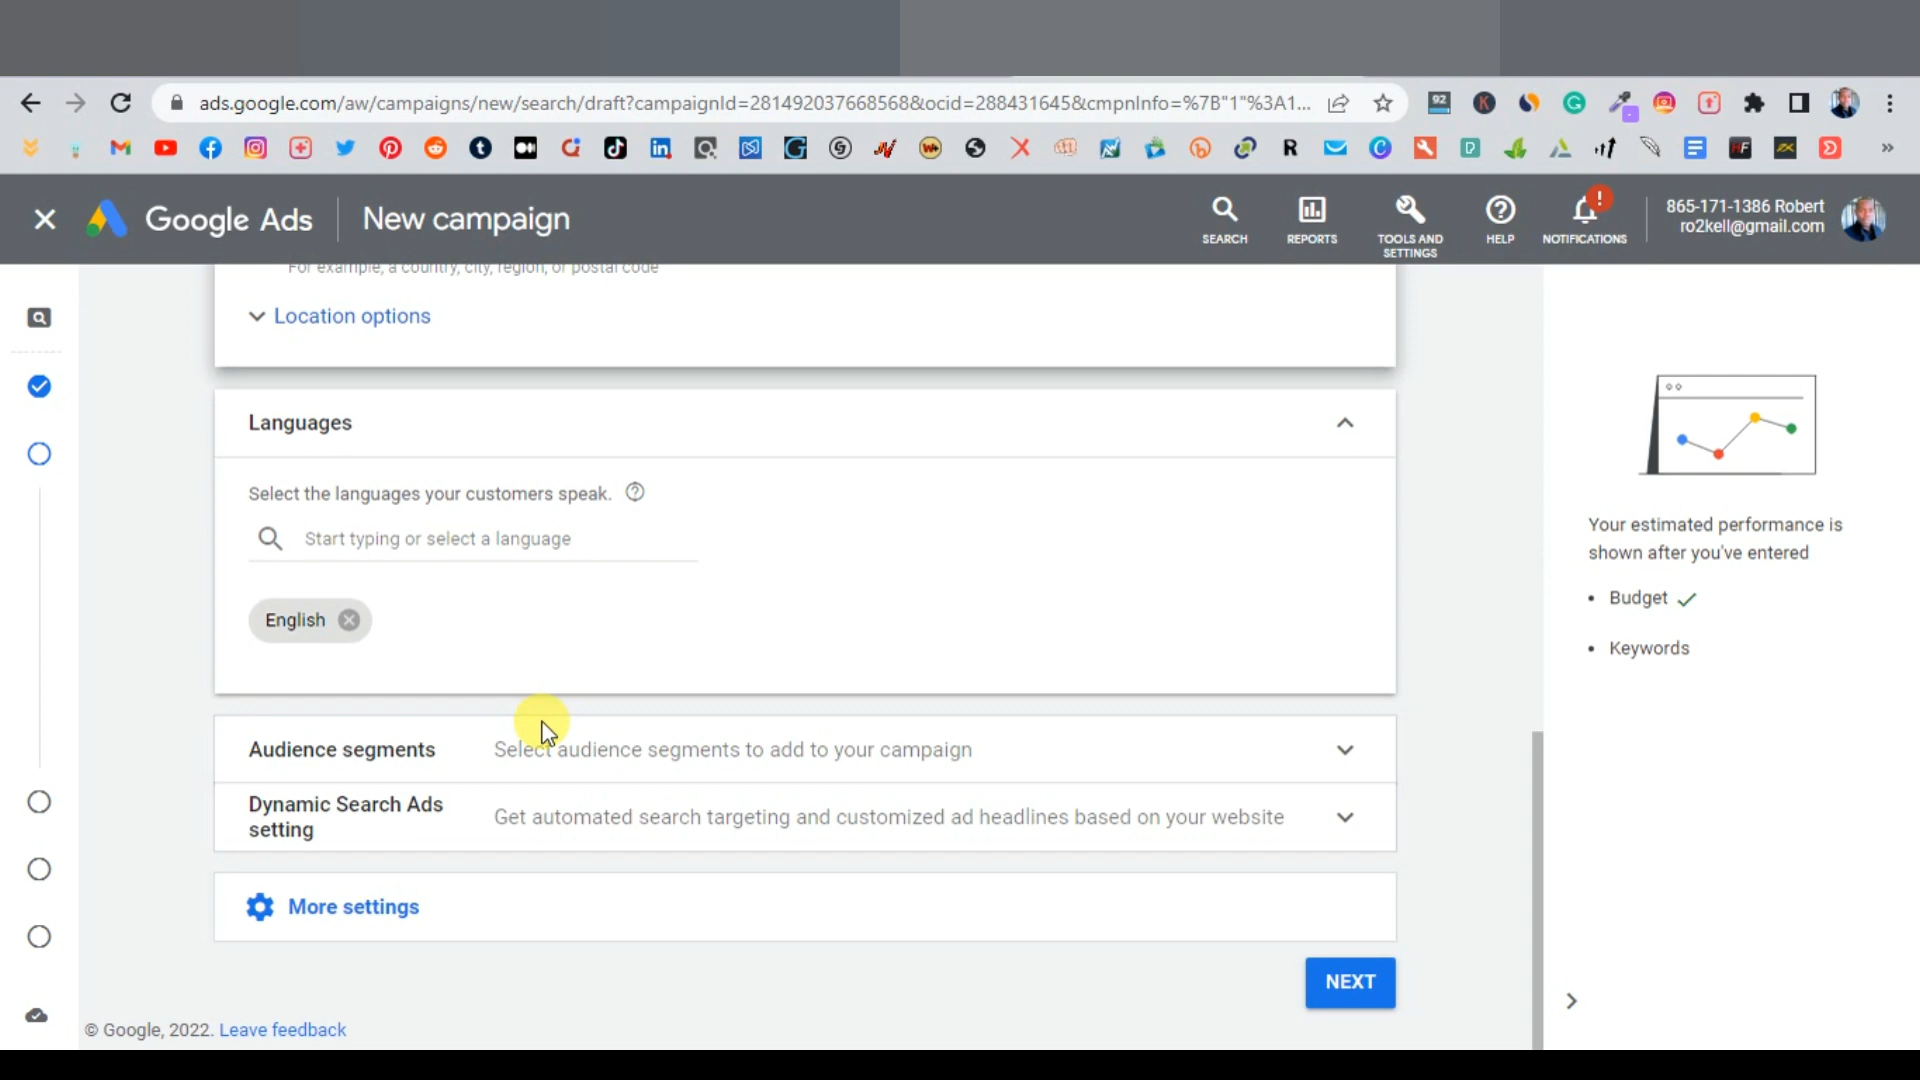 ads.google.com/aw/campaigns/new/search/draft?campaignId=281492037668568&ocid=288431645&cmpnInfo=%7B"1"%3A1...
92
Google Ads
New campaign
SEARCH
REPORTS
TOOLS AND
SETTINGS
HELP
NOTIFICATIONS
865-171-1386 Robert
ro2kell@gmail.com
For example, a country, city, region, or postal code
Location options
Languages
Select the languages your customers speak.
Start typing or select a language
English
Audience segments
Select audience segments to add to your campaign
Dynamic Search Ads
setting
Get automated search targeting and customized ad headlines based on your website
More settings
NEXT
© Google, 2022. Leave feedback
Your estimated performance is
shown after you've entered
• Budget
• Keywords